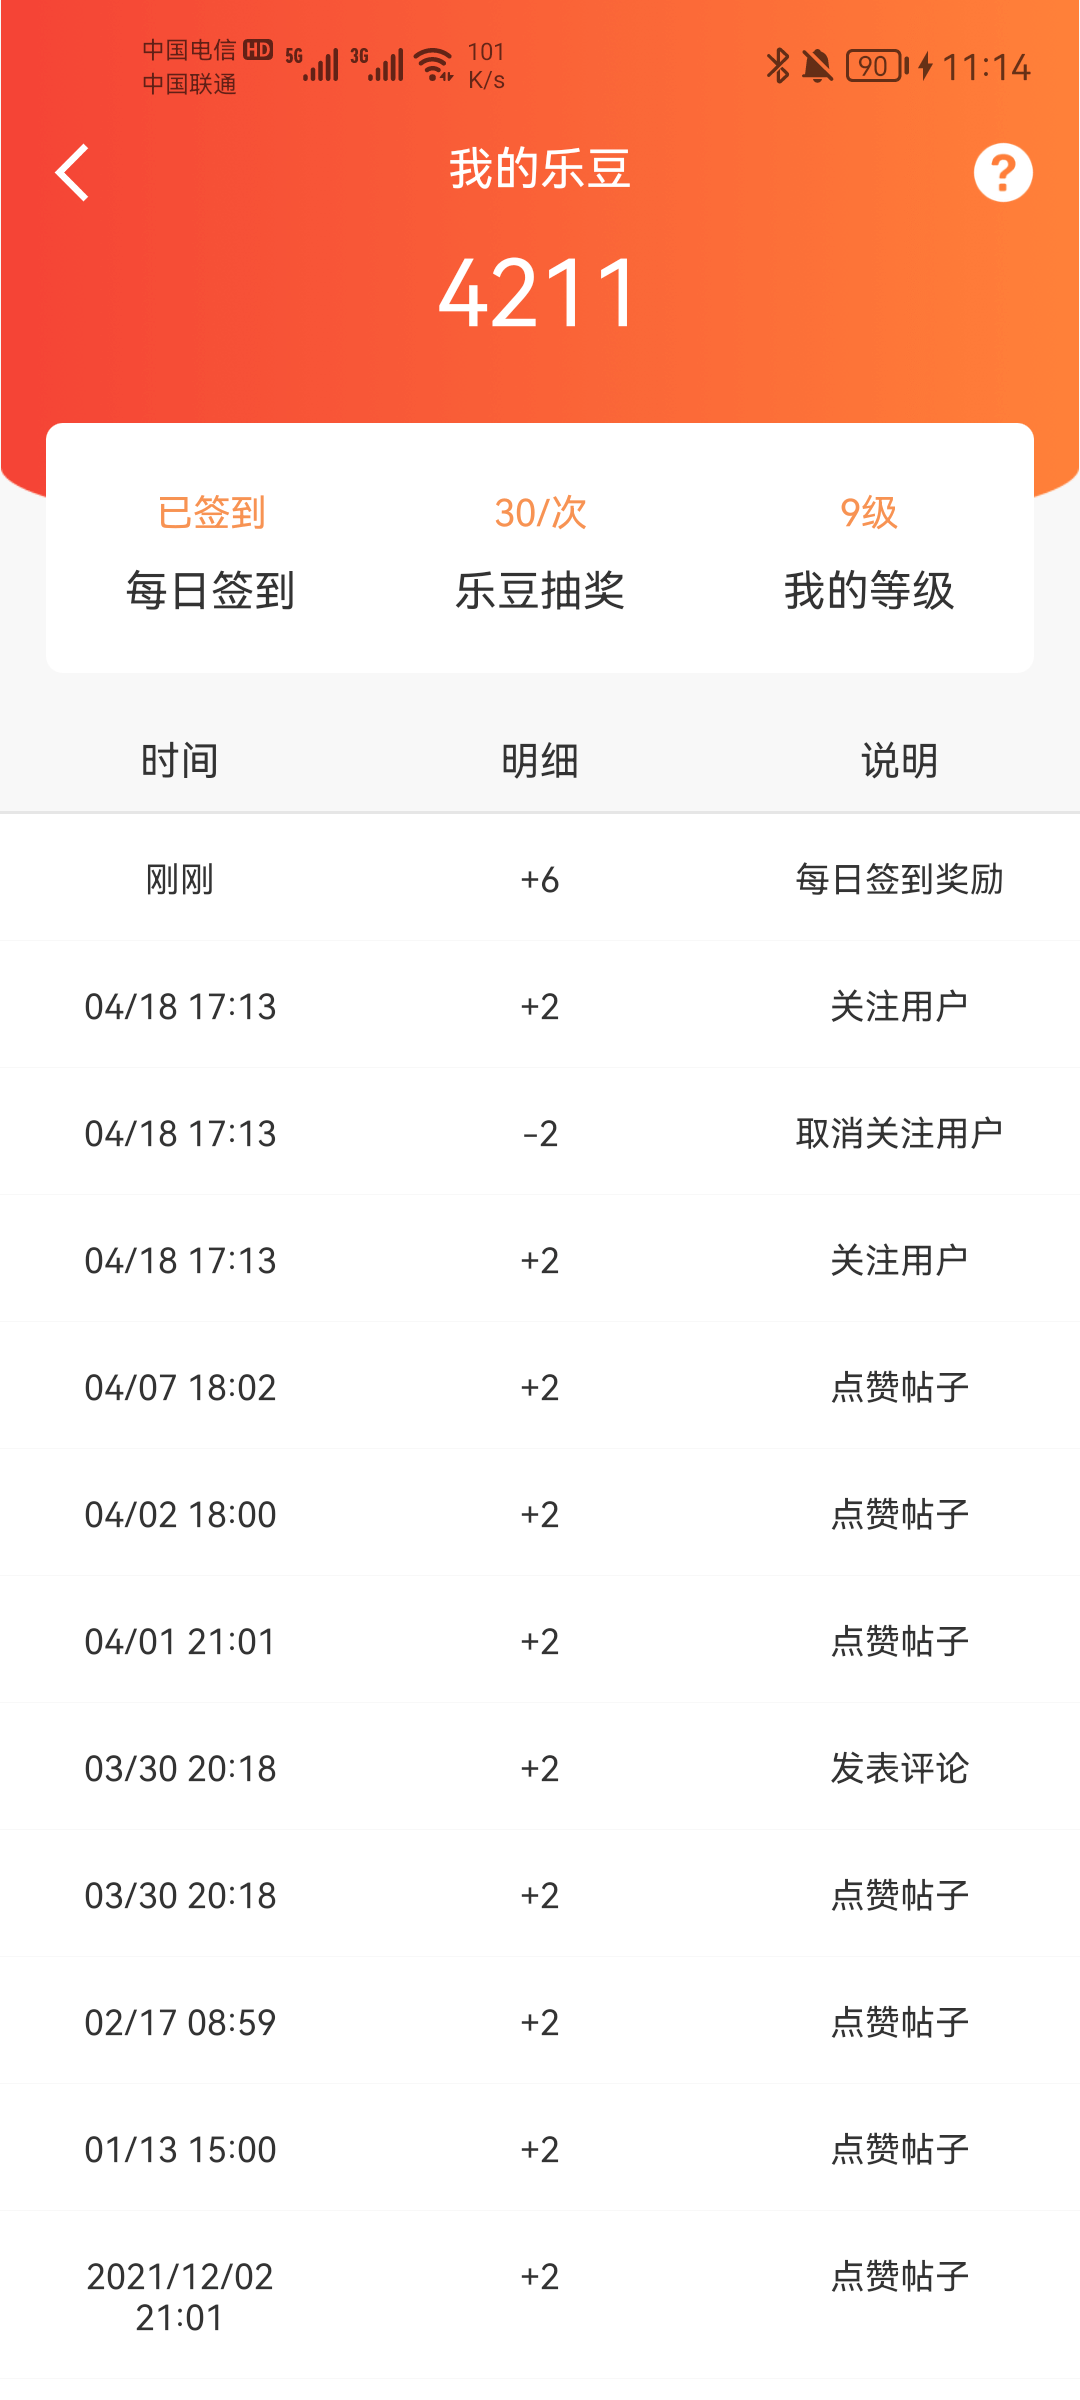 中国电信 HD 5G 3G 101 90 11:14
中国联通 K/s
我的乐豆 ?
4211
已签到 30/次 9级
每日签到 乐豆抽奖 我的等级
时间 明细 说明
刚刚 +6 每日签到奖励
04/18 17:13 +2 关注用户
04/18 17:13 -2 取消关注用户
04/18 17:13 +2 关注用户
04/07 18:02 +2 点赞帖子
04/02 18:00 +2 点赞帖子
04/01 21:01 +2 点赞帖子
03/30 20:18 +2 发表评论
03/30 20:18 +2 点赞帖子
02/17 08:59 +2 点赞帖子
01/13 15:00 +2 点赞帖子
2021/12/02 +2 点赞帖子
21:01